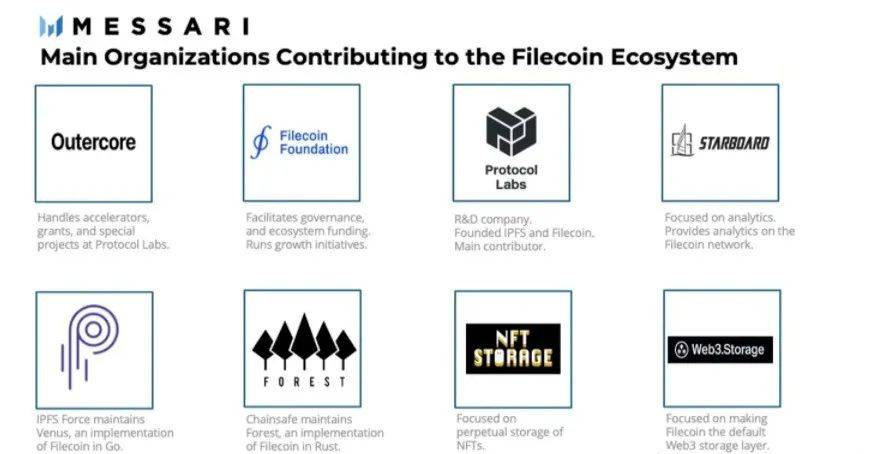 MESSARI
Main Organizations Contributing to the Filecoin Ecosystem
Outercore
Handles accelerators,
grants, and special
projects at Protocol Labs.
Filecoin
Foundation
Facilitates governance,
and ecosystem funding.
Runs growth initiatives.
Protocol
Labs
R&D company.
Founded IPFS and Filecoin.
Main contributor.
STARBOARD
Focused on analytics.
Provides analytics on the
Filecoin network.
IPFS Force maintains
Venus, an implementation
of Filecoin in Go.
FOREST
Chainsafe maintains
Forest, an implementation
of Filecoin in Rust.
NFT
STORAGE
Focused on
perpetual storage of
NFTs.
Web3.Storage
Focused on making
Filecoin the default
Web3 storage layer.